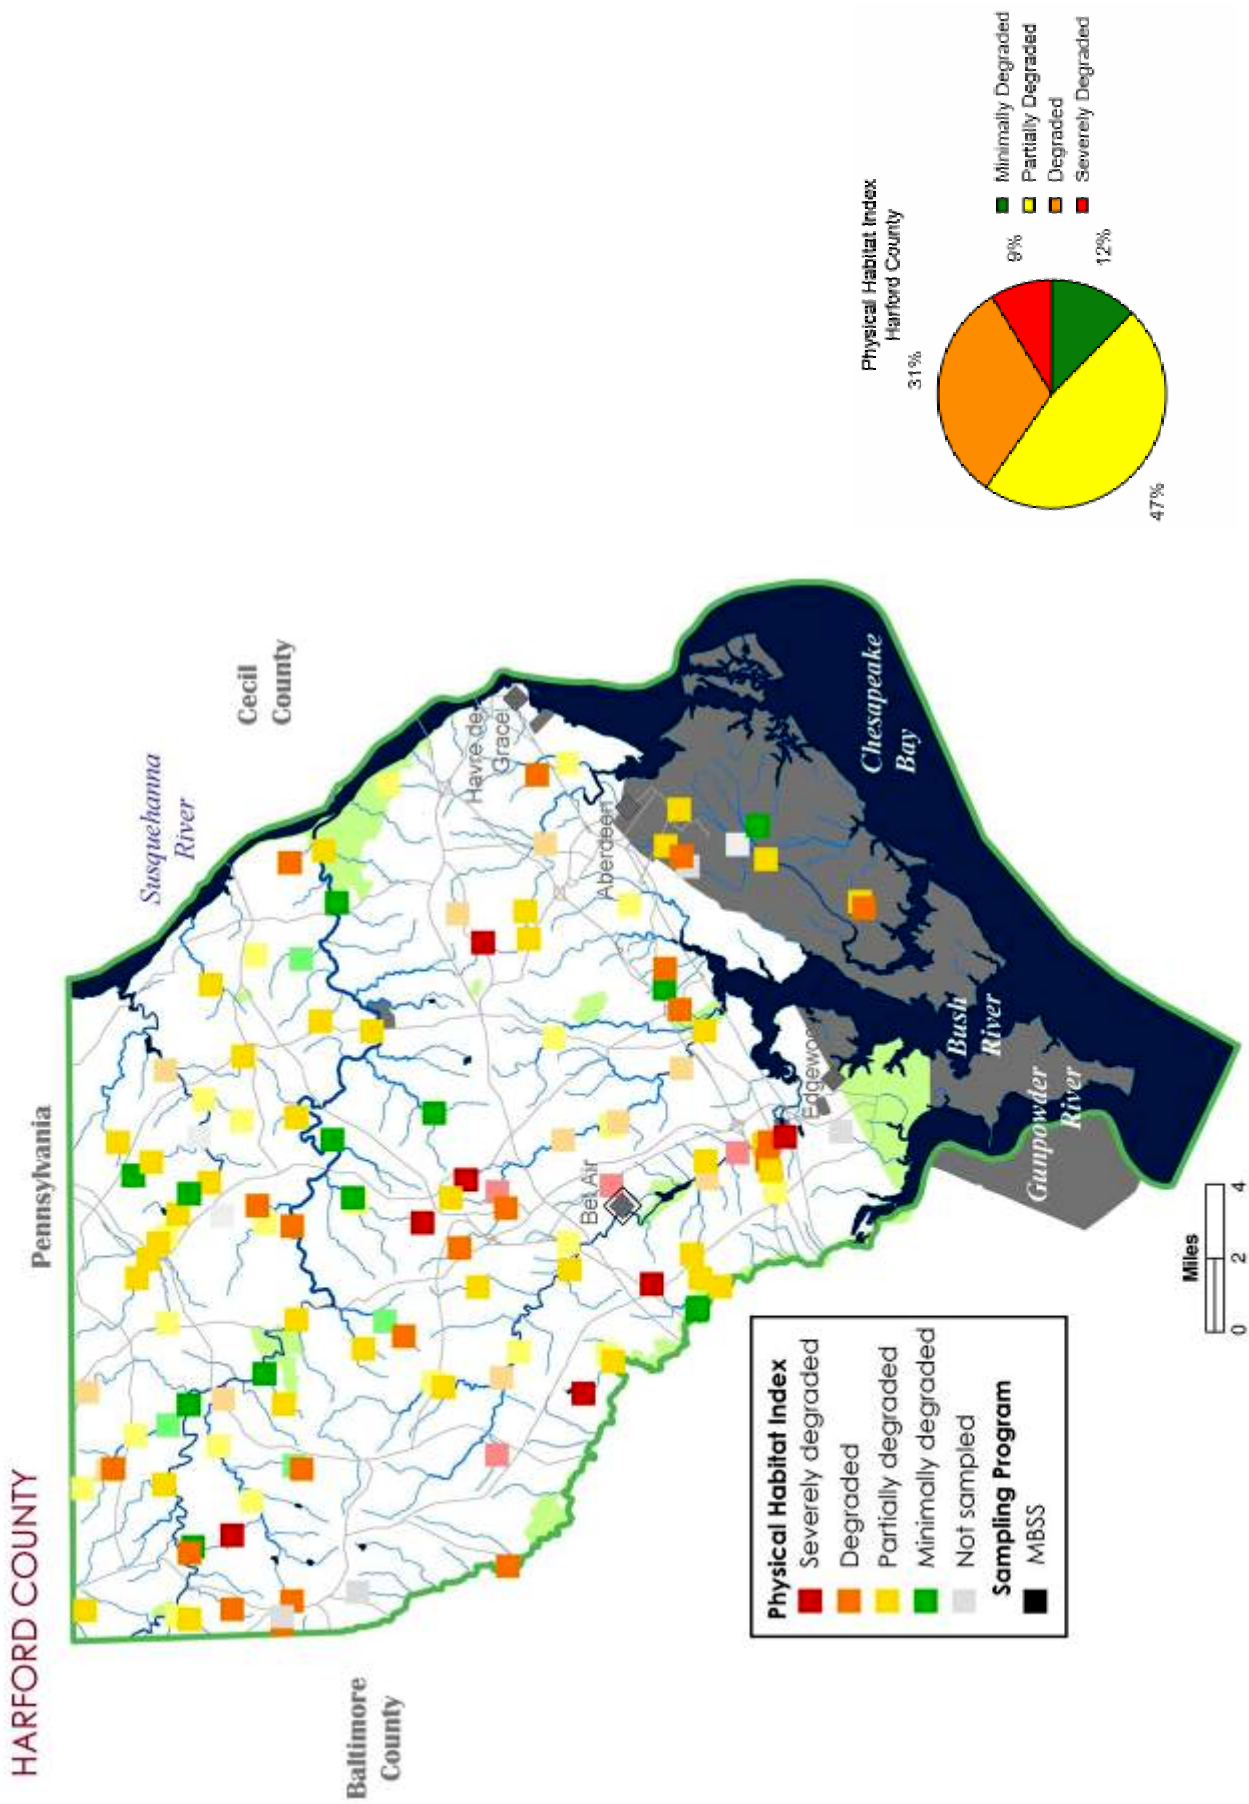 HARFORD COUNTY
Pennsylvania
Susquehana
River
Cecil
County
Baltimore
County
Havre de
Grace
Aberdeen
Bel Air
Edgewood
Chesapeake
Bay
Bush
River
Gunpowder
River
Physical Habitat Index
Severely degraded
Degraded
Partially degraded
Minimally degraded
Not sampled
Sampling Program
MBSS
Miles
0 2 4
Physical Habitat Index
Harford County
9%
12%
31%
47%
Minimally Degraded
Partially Degraded
Degraded
Severely Degraded